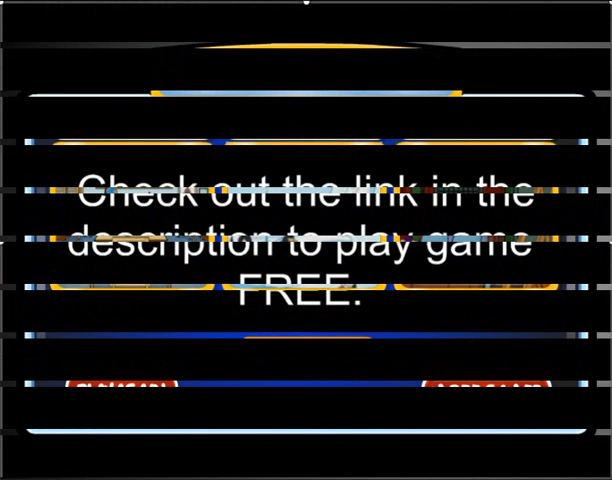 Check out the link in the
description to play game
FREE.